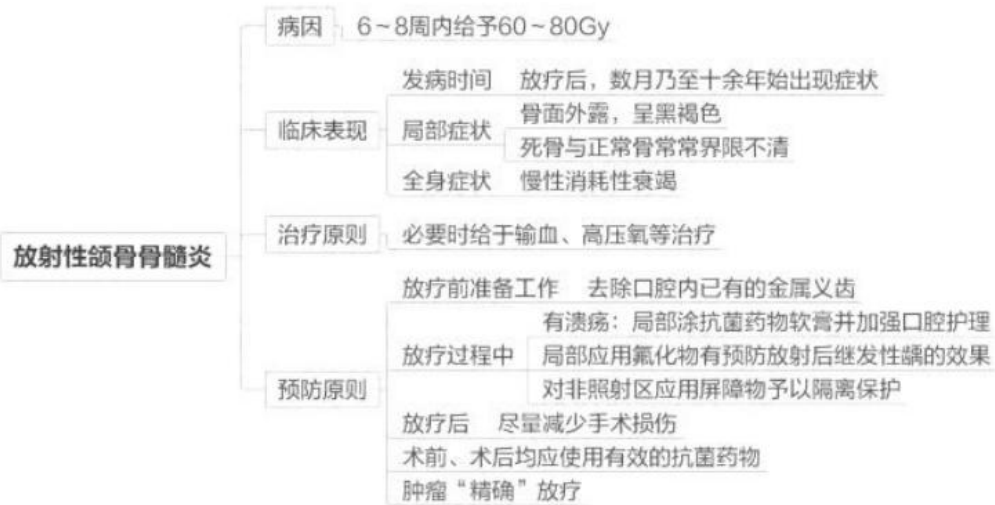 病因
6~8周内给予60~80Gy
发病时间
放疗后，数月乃至十余年始出现症状
骨面外露，呈黑褐色
临床表现
局部症状
死骨与正常骨常常界限不清
全身症状
慢性消耗性衰竭
治疗原则
必要时给于输血、高压氧等治疗
放射性颌骨骨髓炎
放疗前准备工作
去除口腔内已有的金属义齿
有溃疡：局部涂抗菌药物软膏并加强口腔护理
放疗过程中
局部应用氟化物有预防放射后继发性龋的效果
预防原则
对非照射区应用屏障物予以隔离保护
放疗后
尽量减少手术损伤
术前、术后均应使用有效的抗菌药物
肿瘤“精确”放疗